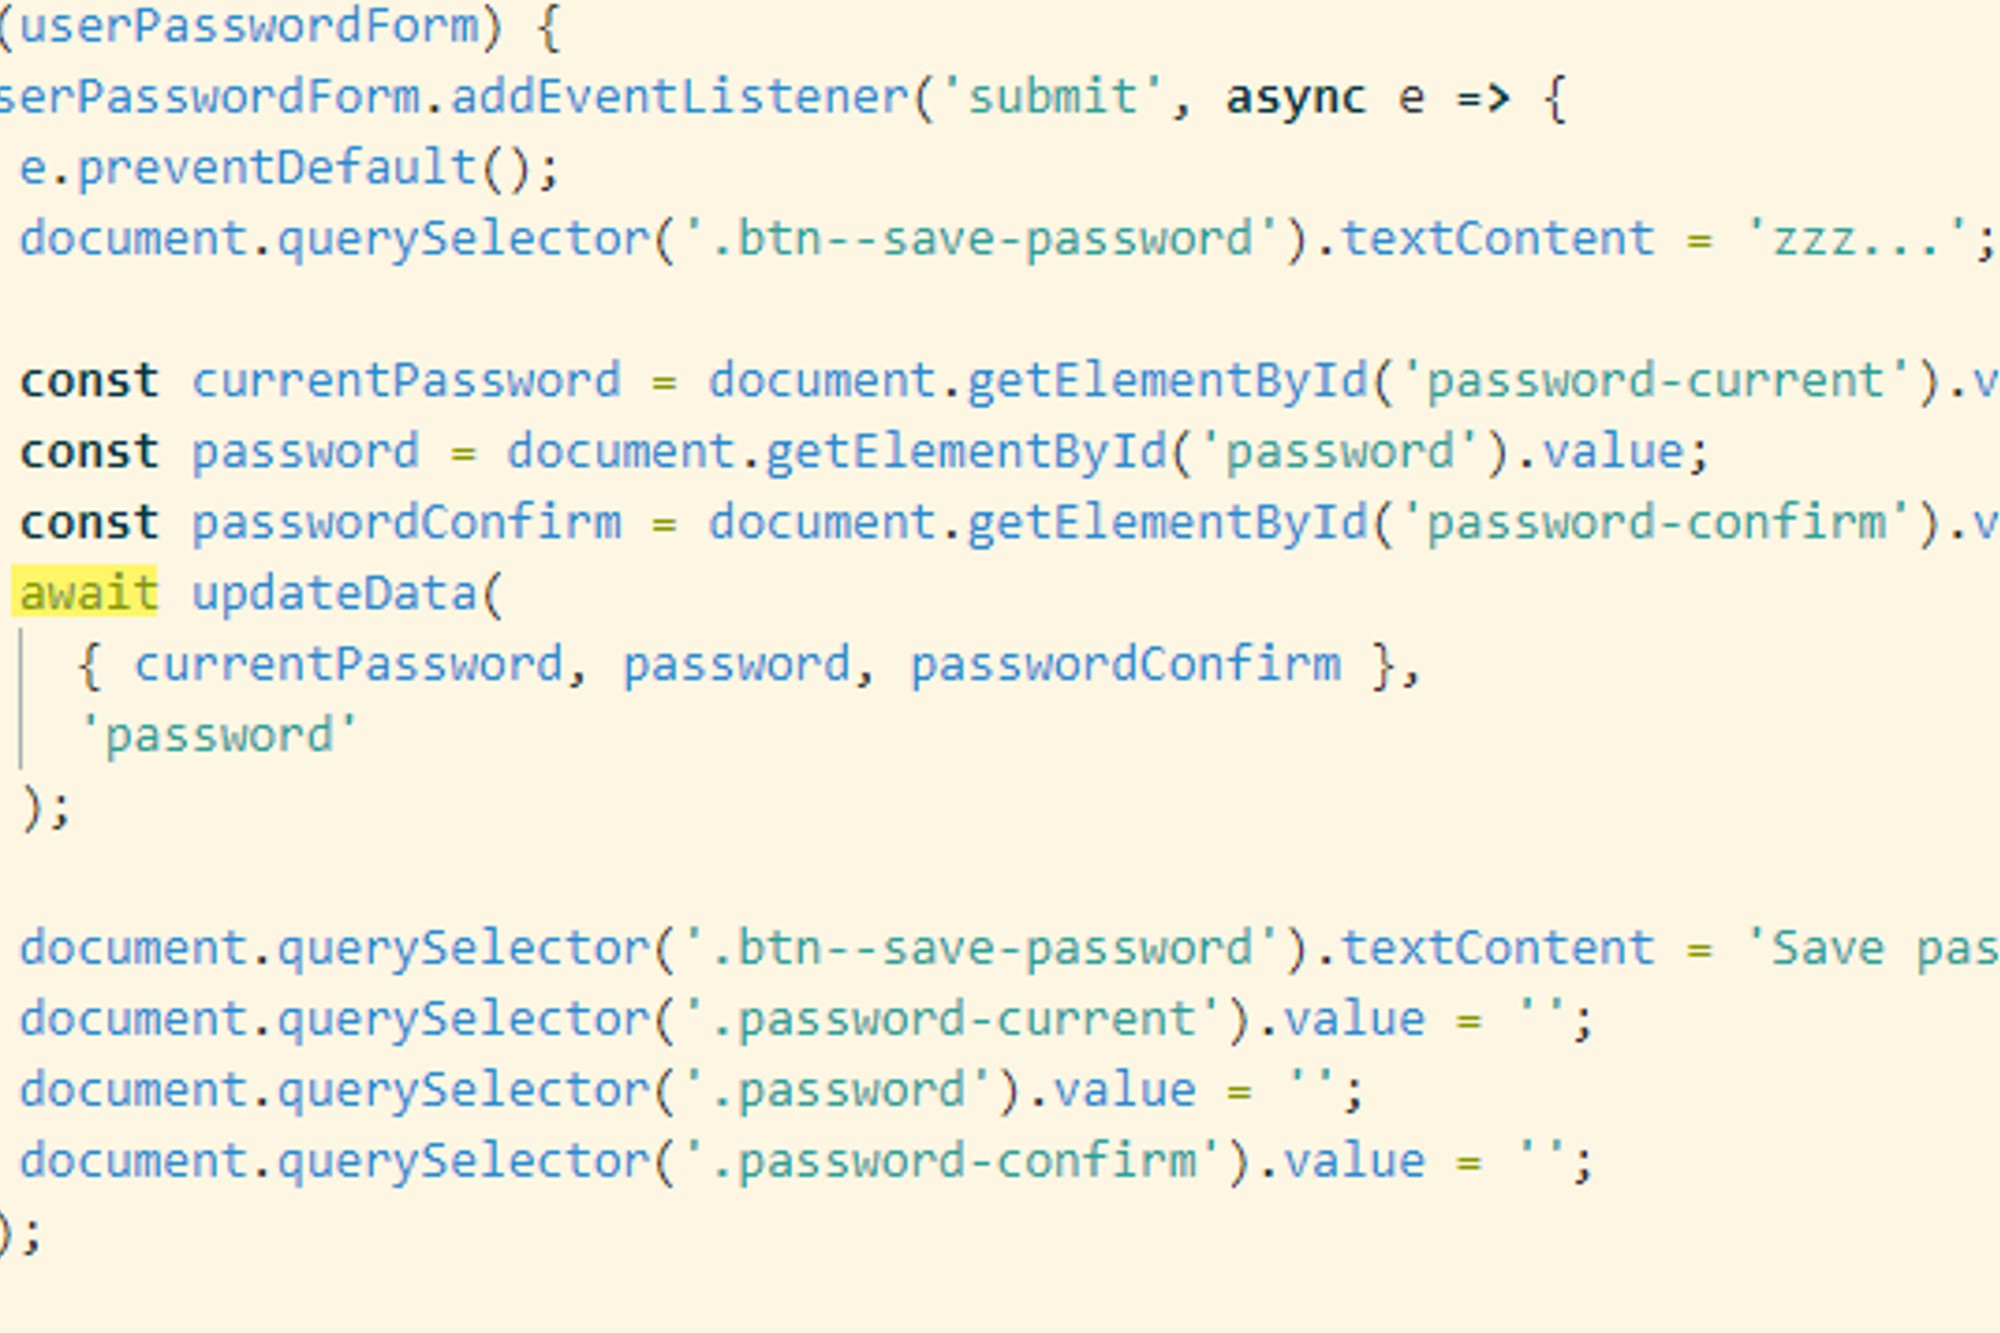 (userPasswordForm) {
serPasswordForm.addEventListener('submit', async e => {
e.preventDefault();
document.querySelector('.btn--save-password').textContent = 'zzz...';
const currentPassword = document.getElementById('password-current').v
const password = document.getElementById('password').value;
const passwordConfirm = document.getElementById('password-confirm').v
await updateData(
{ currentPassword, password, passwordConfirm },
'password'
);
document.querySelector('.btn--save-password').textContent = 'Save pas
document.querySelector('.password-current').value = '';
document.querySelector('.password').value = '';
document.querySelector('.password-confirm').value = '';
);